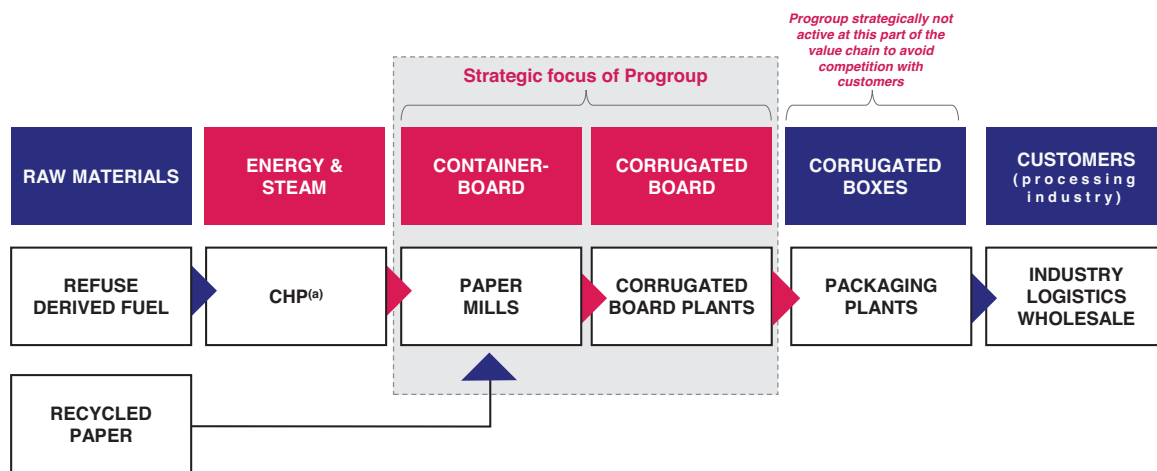 Progroup strategically not
active at this part of the
value chain to avoid
competition with
customers
Strategic focus of Progroup
RAW MATERIALS
ENERGY &
STEAM
CONTAINER-
BOARD
CORRUGATED
BOARD
CORRUGATED
BOXES
CUSTOMERS
(processing
industry)
REFUSE
DERIVED FUEL
CHP(a)
PAPER
MILLS
CORRUGATED
BOARD PLANTS
PACKAGING
PLANTS
INDUSTRY
LOGISTICS
WHOLESALE
RECYCLED
PAPER